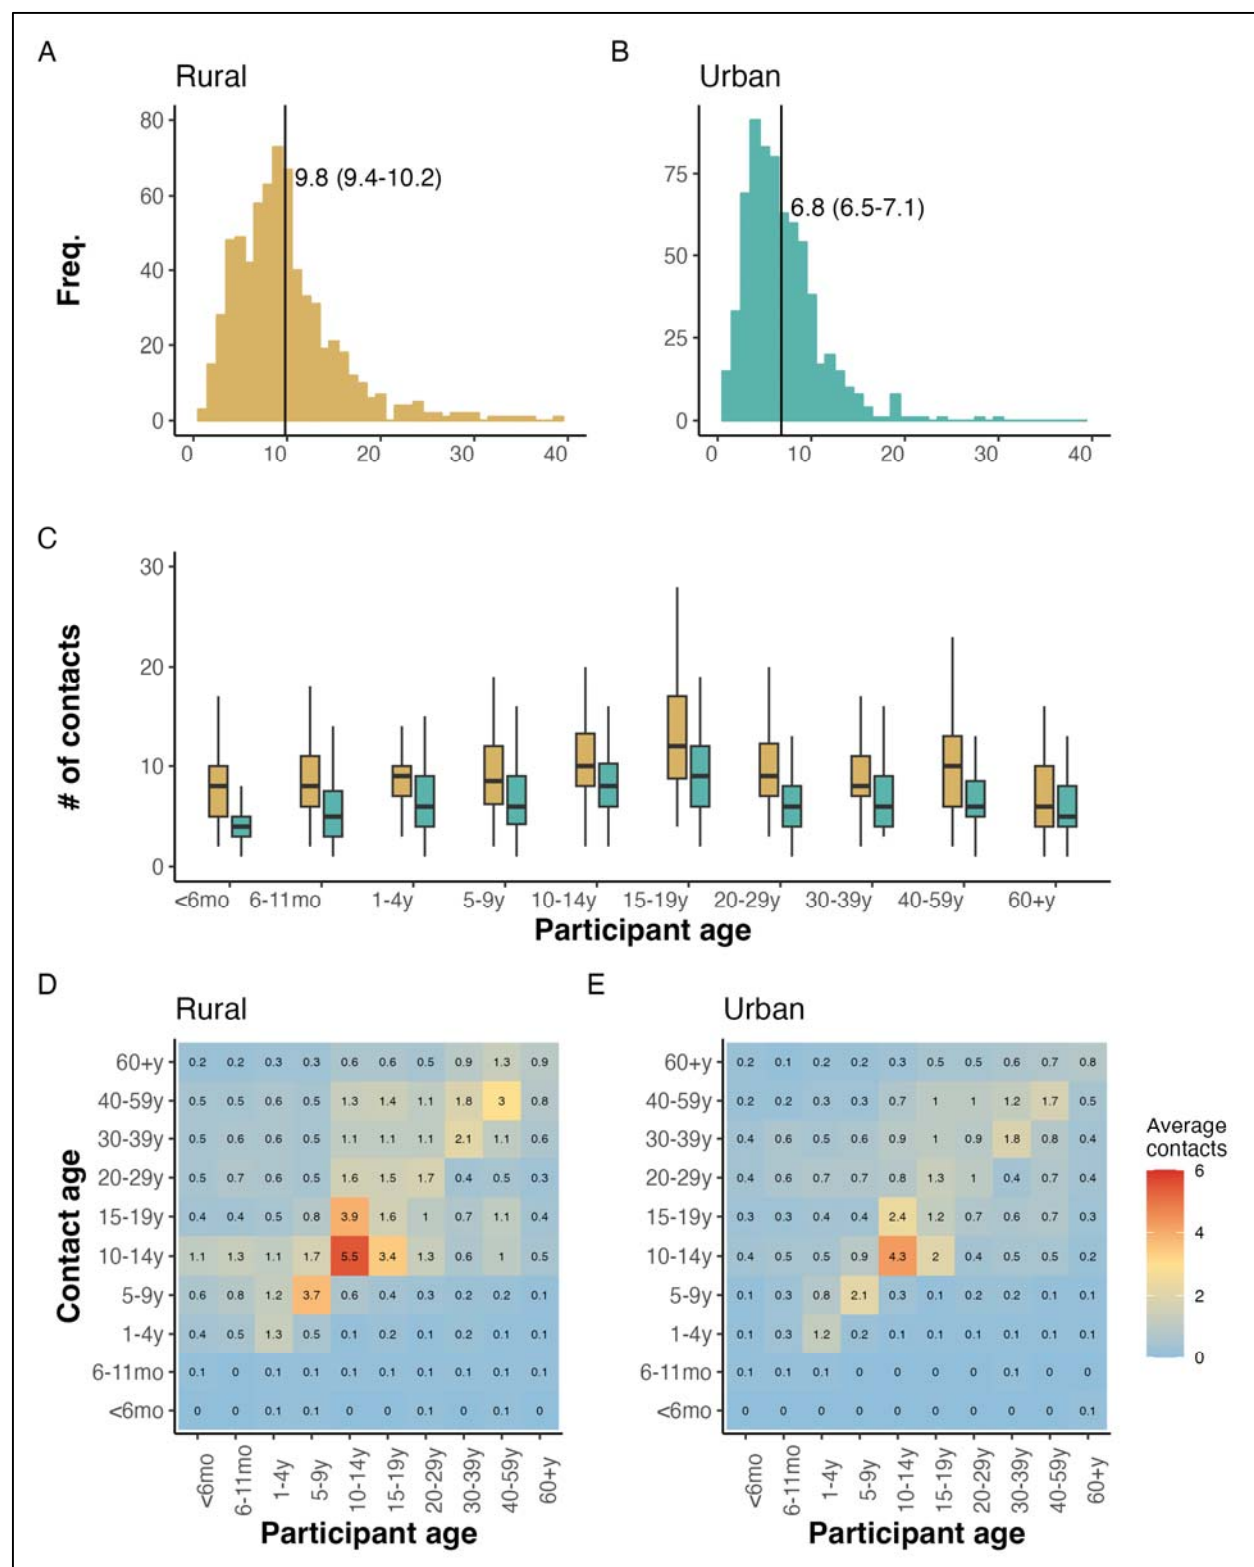 A
B
Rural
Urban
80
60
40
20
0
Freq.
9.8 (9.4-10.2)
0 10 20 30 40
75
50
25
0
6.8 (6.5-7.1)
0 10 20 30 40
C
30
20
10
0
# of contacts
<6mo 6-11mo 1-4y 5-9y 10-14y 15-19y 20-29y 30-39y 40-59y 60+y
Participant age
D
Rural
Contact age
60+y 0.2 0.2 0.3 0.3 0.6 0.6 0.5 0.9 1.3 0.9
40-59y 0.5 0.5 0.6 0.5 1.3 1.4 1.1 1.8 3 0.8
30-39y 0.5 0.6 0.6 0.5 1.1 1.1 1.1 2.1 1.1 0.6
20-29y 0.5 0.7 0.6 0.5 1.6 1.5 1.7 0.4 0.5 0.3
15-19y 0.4 0.4 0.5 0.8 3.9 1.6 1 0.7 1.1 0.4
10-14y 1.1 1.3 1.1 1.7 5.5 3.4 1.3 0.6 1 0.5
5-9y 0.6 0.8 1.2 3.7 0.6 0.4 0.3 0.2 0.2 0.1
1-4y 0.4 0.5 1.3 0.5 0.1 0.2 0.1 0.2 0.1 0.1
6-11mo 0.1 0 0.1 0.1 0 0 0.1 0 0.1 0
<6mo 0 0 0.1 0.1 0 0 0.1 0 0.1 0
<6mo 6-11mo 1-4y 5-9y 10-14y 15-19y 20-29y 30-39y 40-59y 60+y
Participant age
E
Urban
60+y 0.2 0.1 0.2 0.2 0.3 0.5 0.5 0.6 0.7 0.8
40-59y 0.2 0.2 0.3 0.3 0.7 1 1 1.2 1.7 0.5
30-39y 0.4 0.6 0.5 0.6 0.9 1 0.9 1.8 0.8 0.4
20-29y 0.4 0.6 0.7 0.7 0.8 1.3 1 0.4 0.7 0.4
15-19y 0.3 0.3 0.4 0.4 2.4 1.2 0.7 0.6 0.7 0.3
10-14y 0.4 0.5 0.5 0.9 4.3 2 0.4 0.5 0.5 0.2
5-9y 0.1 0.3 0.8 2.1 0.3 0.1 0.2 0.2 0.1 0.1
1-4y 0.1 0.3 1.2 0.2 0.1 0.1 0.1 0.1 0.1 0.1
6-11mo 0.1 0.1 0.1 0 0 0 0 0.1 0 0
<6mo 0 0 0 0 0 0 0 0 0 0.1
<6mo 6-11mo 1-4y 5-9y 10-14y 15-19y 20-29y 30-39y 40-59y 60+y
Participant age
Average
contacts
6
4
2
0